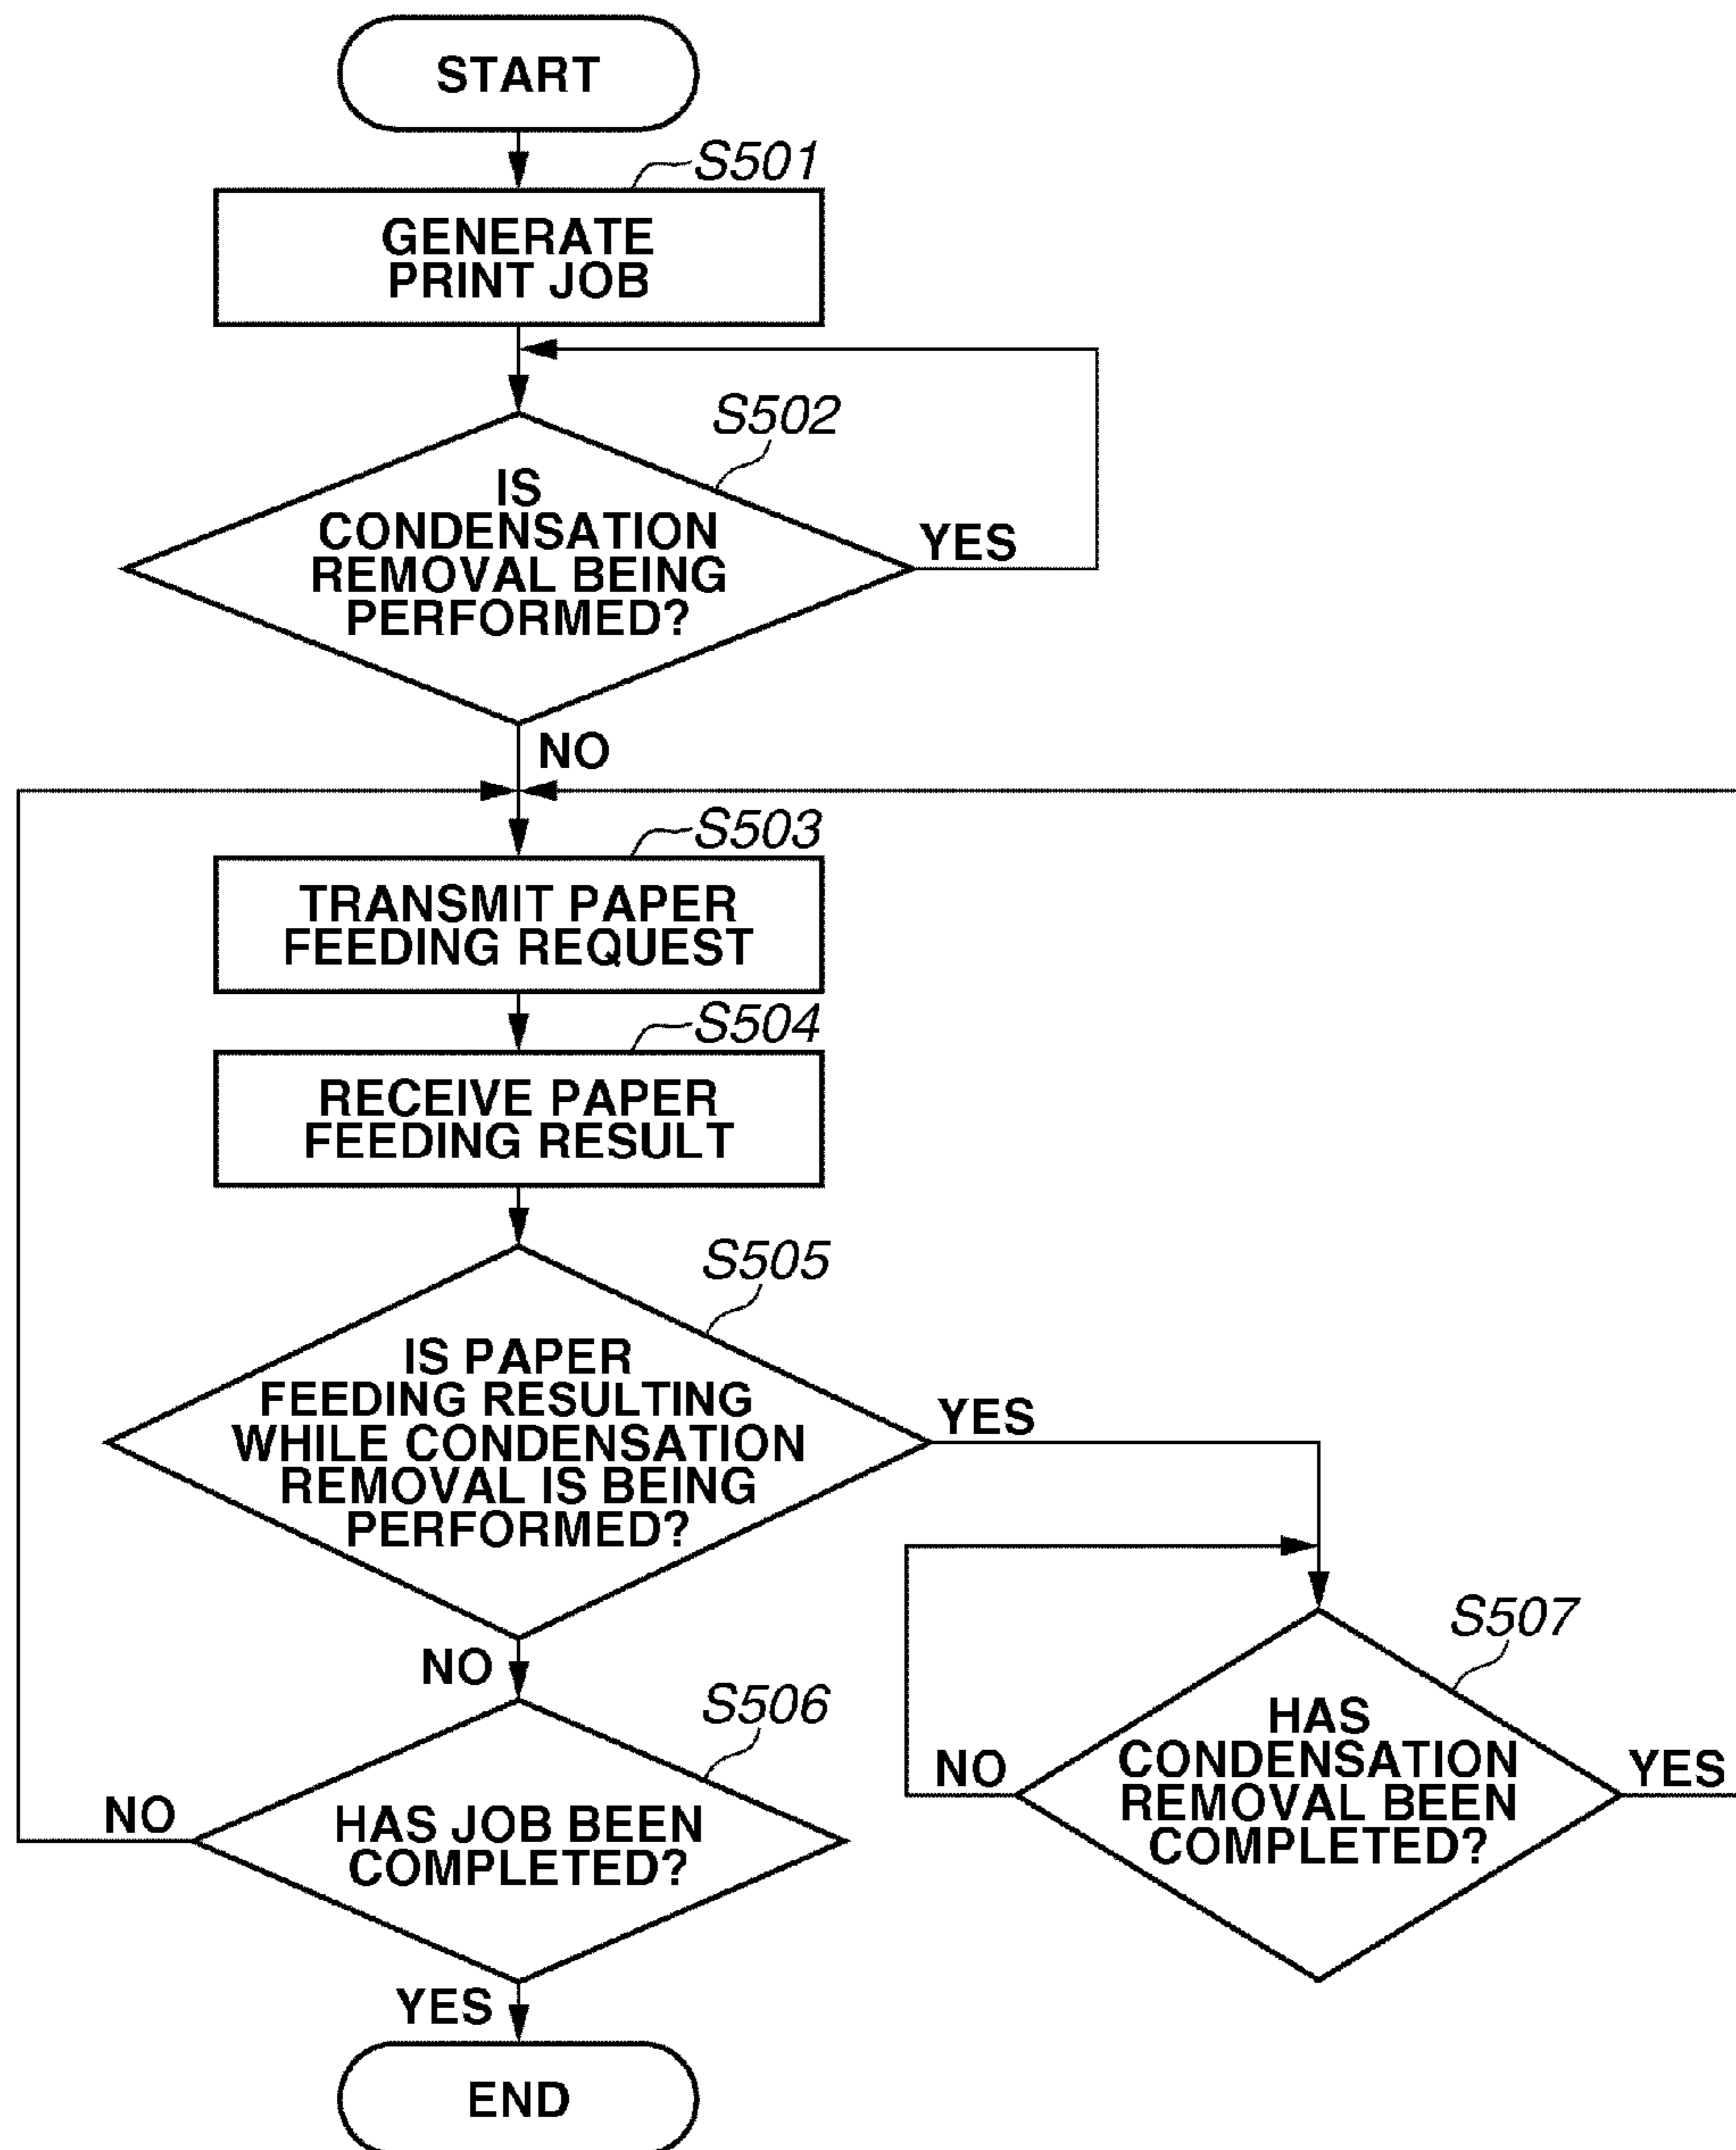 START
S501
GENERATE
PRINT JOB
S502
IS
CONDENSATION
REMOVAL BEING
PERFORMED?
YES
NO
S503
TRANSMIT PAPER
FEEDING REQUEST
S504
RECEIVE PAPER
FEEDING RESULT
S505
IS PAPER
FEEDING RESULTING
WHILE CONDENSATION
REMOVAL IS BEING
PERFORMED?
YES
NO
S506
HAS JOB BEEN
COMPLETED?
NO
YES
S507
HAS
CONDENSATION
REMOVAL BEEN
COMPLETED?
NO
YES
END